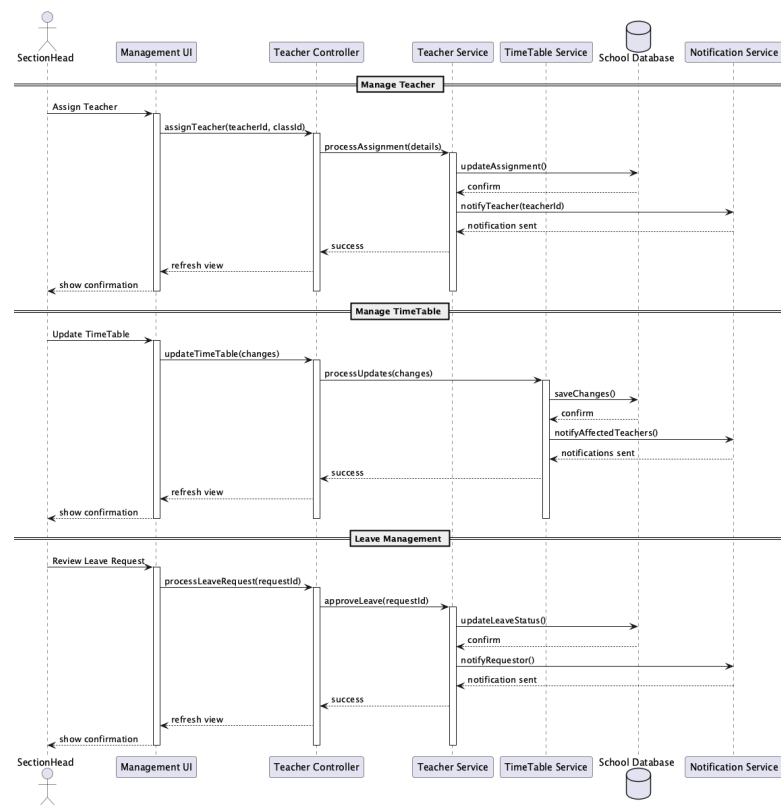 SectionHead
Management UI
Teacher Controller
Teacher Service
TimeTable Service
School Database
Notification Service
Manage Teacher
Assign Teacher
assignTeacher(teacherId, classId)
processAssignment(details)
updateAssignment()
confirm
notifyTeacher(teacherId)
notification sent
success
refresh view
show confirmation
Manage TimeTable
Update TimeTable
updateTimeTable(changes)
processUpdates(changes)
saveChanges()
confirm
notifyAffectedTeachers()
notifications sent
success
refresh view
show confirmation
Leave Management
Review Leave Request
processLeaveRequest(requestId)
approveLeave(requestId)
updateLeaveStatus()
confirm
notifyRequestor()
notification sent
success
refresh view
show confirmation
SectionHead
Management UI
Teacher Controller
Teacher Service
TimeTable Service
School Database
Notification Service